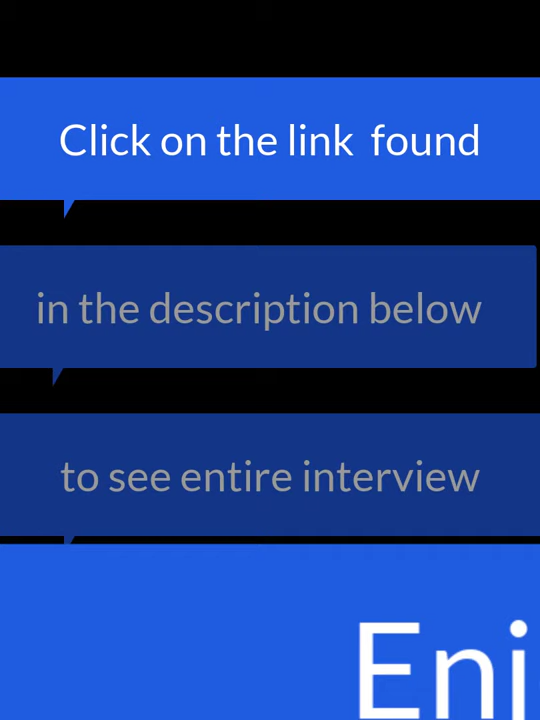 Click on the link found
in the description below
to see entire interview